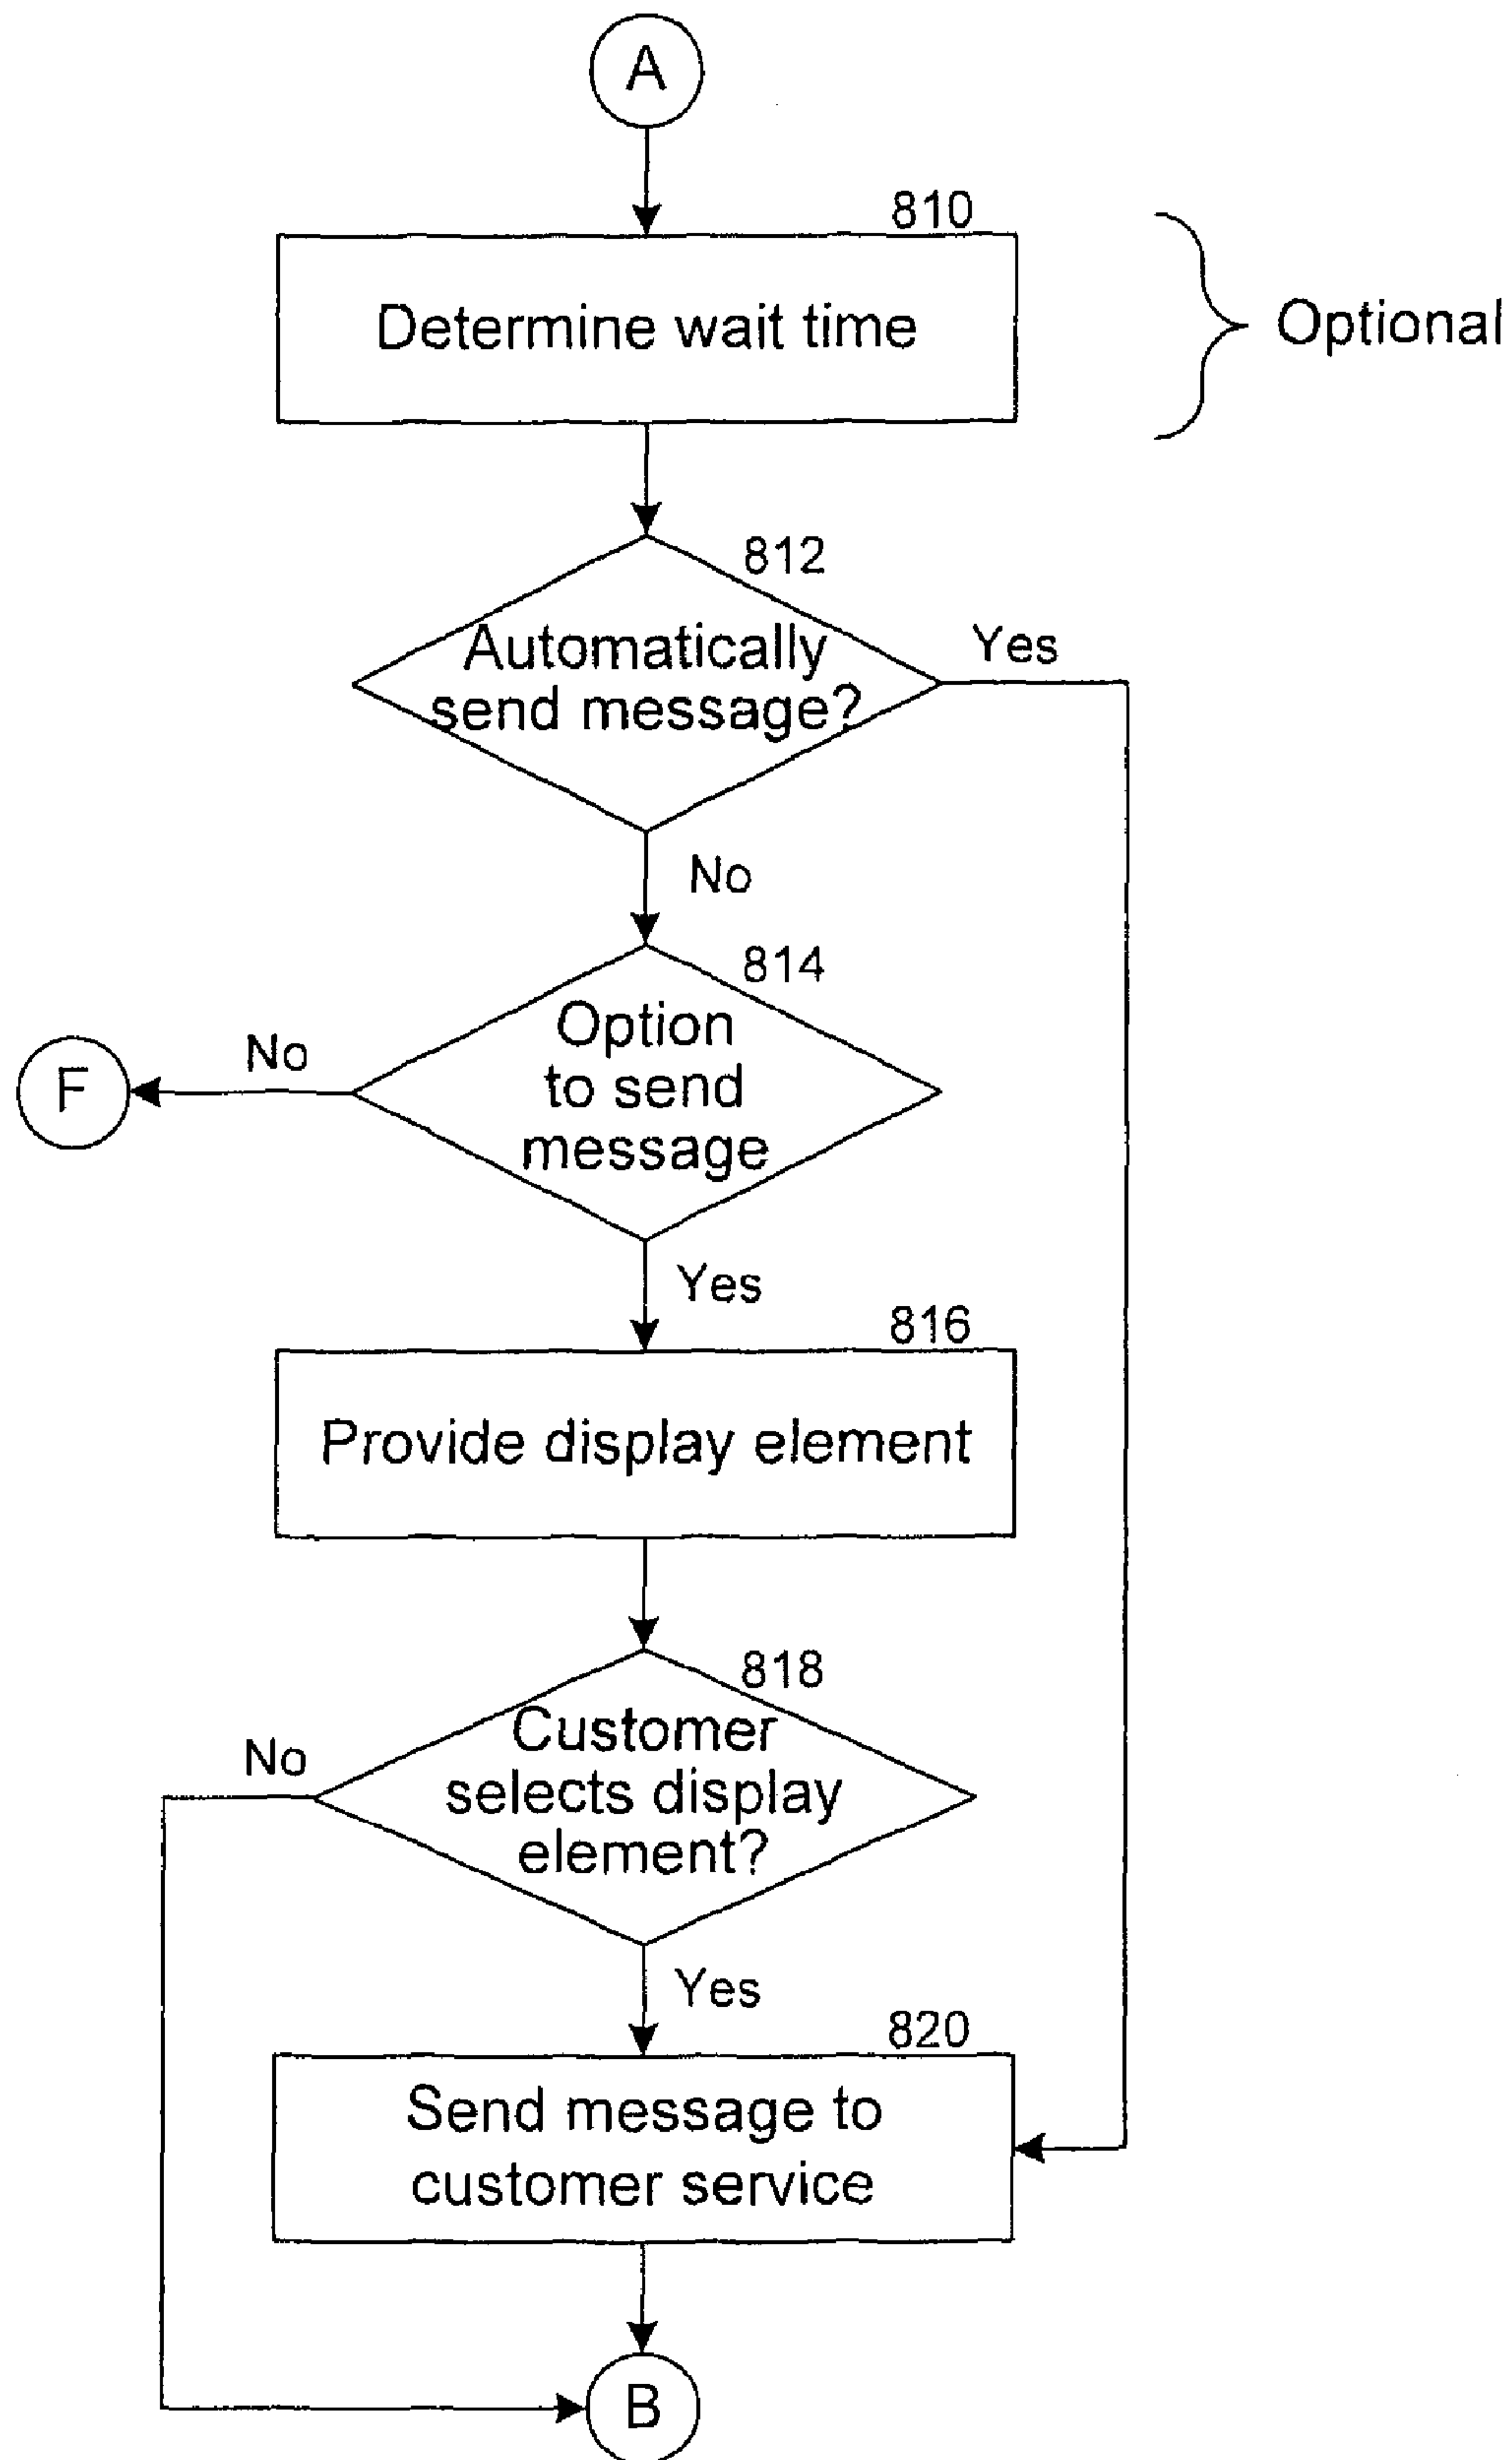 A
810
Determine wait time
Optional
812
Automatically
send message?
Yes
No
814
Option
to send
message
No
F
Yes
816
Provide display element
818
Customer
selects display
element?
No
Yes
820
Send message to
customer service
B